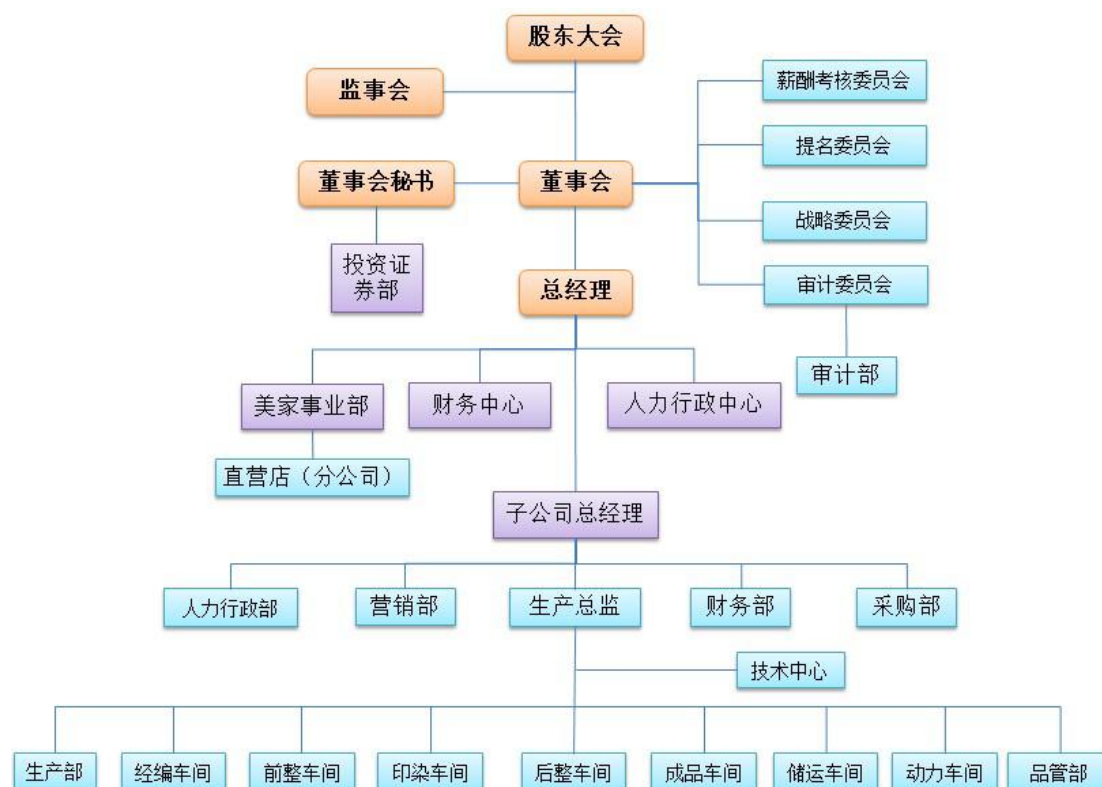 股东大会
监事会
薪酬考核委员会
提名委员会
董事会秘书
董事会
战略委员会
投资证
券部
总经理
审计委员会
审计部
美家事业部
财务中心
人力行政中心
直营店（分公司）
子公司总经理
人力行政部
营销部
生产总监
财务部
采购部
技术中心
生产部
经编车间
前整车间
印染车间
后整车间
成品车间
储运车间
动力车间
品管部